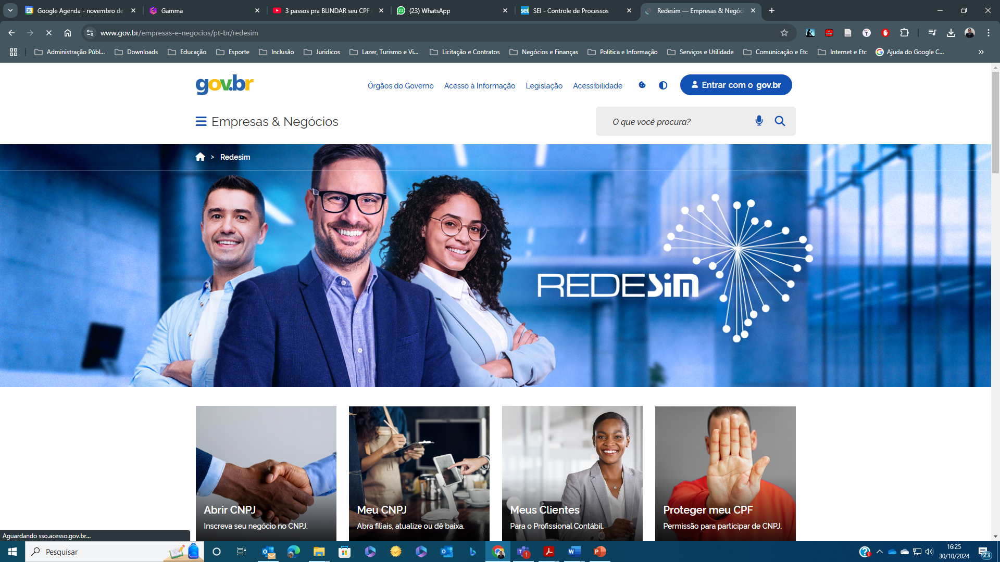 Google Agenda - novembro de
Gamma
3 passos pra BLINDAR seu CPF
(23) WhatsApp
SEI - Controle de Processos
Redesim — Empresas & Negóc
www.gov.br/empresas-e-negocios/pt-br/redesim
Administração Públ...
Downloads
Educação
Esporte
Inclusão
Juridicos
Lazer, Turismo e Vi...
Licitação e Contratos
Negócios e Finanças
Politica e Informação
Serviços e Utilidade
Comunicação e Etc
Internet e Etc
Ajuda do Google C...
gov.br
Órgãos do Governo
Acesso à Informação
Legislação
Acessibilidade
Entrar com o gov.br
Empresas & Negócios
O que você procura?
> Redesim
REDESIM
Abrir CNPJ
Inscreva seu negócio no CNPJ.
Meu CNPJ
Abra filiais, atualize ou dê baixa.
Meus Clientes
Para o Profissional Contábil.
Proteger meu CPF
Permissão para participar de CNPJ.
Aguardando sso.acesso.gov.br...
Pesquisar
16:25
30/10/2024
23